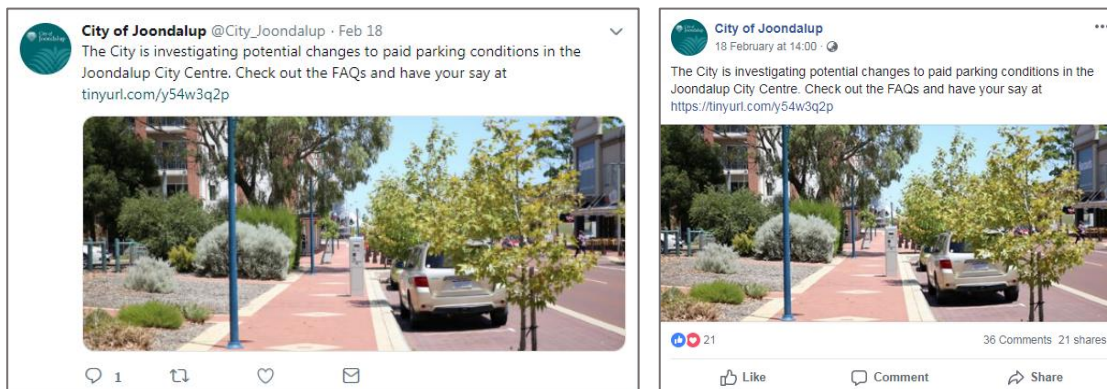 City of Joondalup @City_Joondalup · Feb 18
The City is investigating potential changes to paid parking conditions in the
Joondalup City Centre. Check out the FAQs and have your say at
tinyurl.com/y54w3q2p
1
City of Joondalup
18 February at 14:00 ·
The City is investigating potential changes to paid parking conditions in the
Joondalup City Centre. Check out the FAQs and have your say at
https://tinyurl.com/y54w3q2p
21
36 Comments 21 shares
Like
Comment
Share